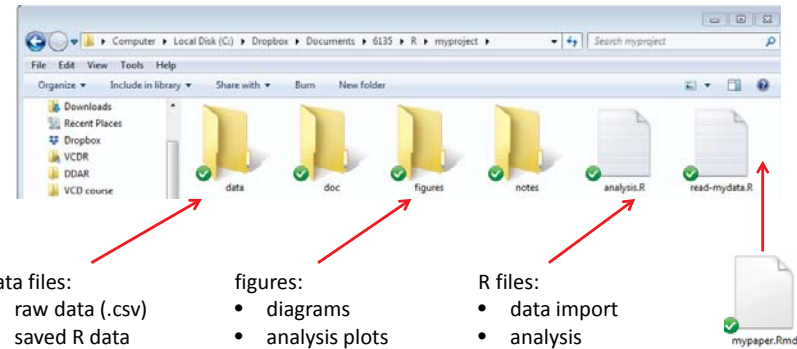 Computer ▸ Local Disk (C:) ▸ Dropbox ▸ Documents ▸ 6135 ▸ R ▸ myproject ▸
Search myproject
File Edit View Tools Help
Organize Include in library Share with Burn New folder
Downloads
Recent Places
Dropbox
VCDR
DDAR
VCD course
data
doc
figures
notes
analysis.R
read-mydata.R
ata files:
raw data (.csv)
saved R data
figures:
• diagrams
• analysis plots
R files:
• data import
• analysis
mypaper.Rmd